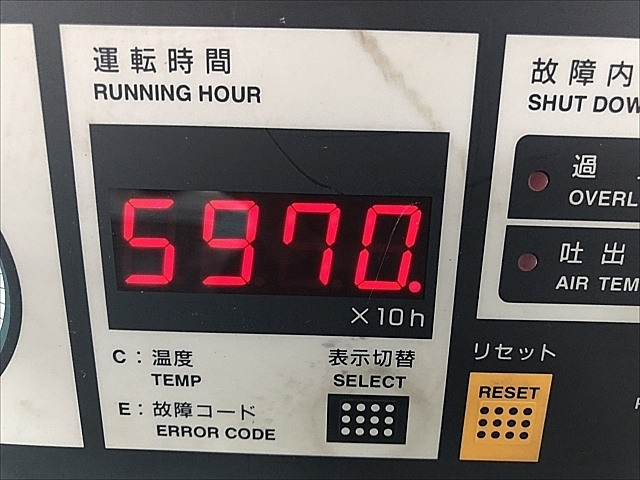 運転時間
RUNNING HOUR
5970.
×10h
C：温度
TEMP
E：故障コード
ERROR CODE
表示切替
SELECT
リセット
RESET
故障内
SHUT DOW
過
OVERL
吐出
AIR TEM